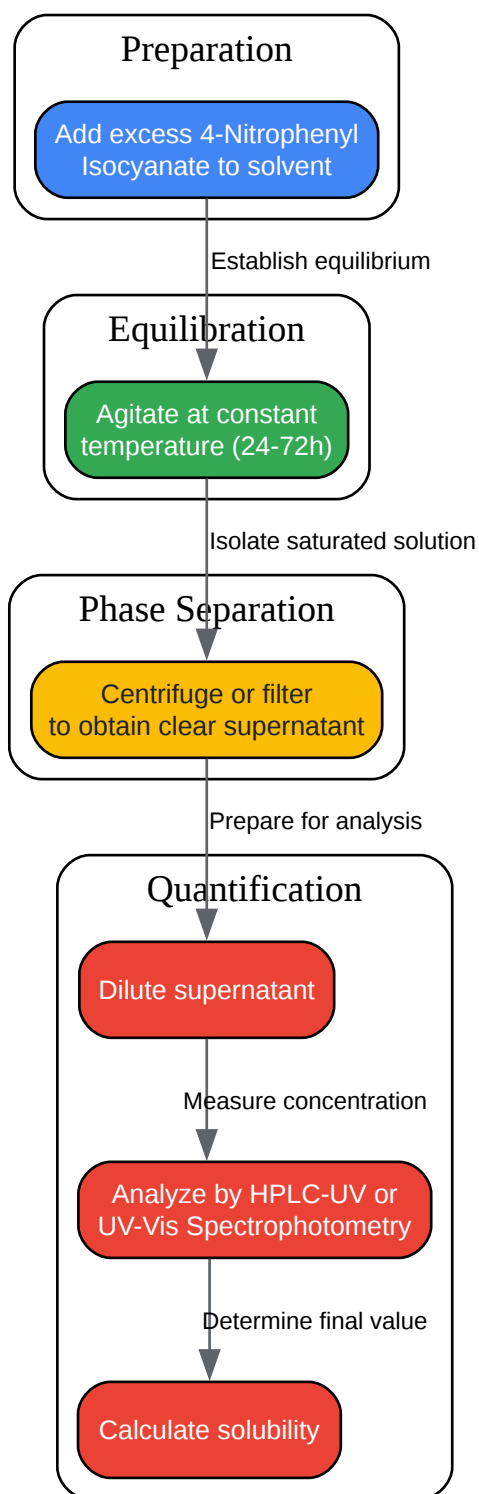 Preparation
Add excess 4-Nitrophenyl
Isocyanate to solvent
Establish equilibrium
Equilibration
Agitate at constant
temperature (24-72h)
Isolate saturated solution
Phase Separation
Centrifuge or filter
to obtain clear supernatant
Prepare for analysis
Quantification
Dilute supernatant
Measure concentration
Analyze by HPLC-UV or
UV-Vis Spectrophotometry
Determine final value
Calculate solubility